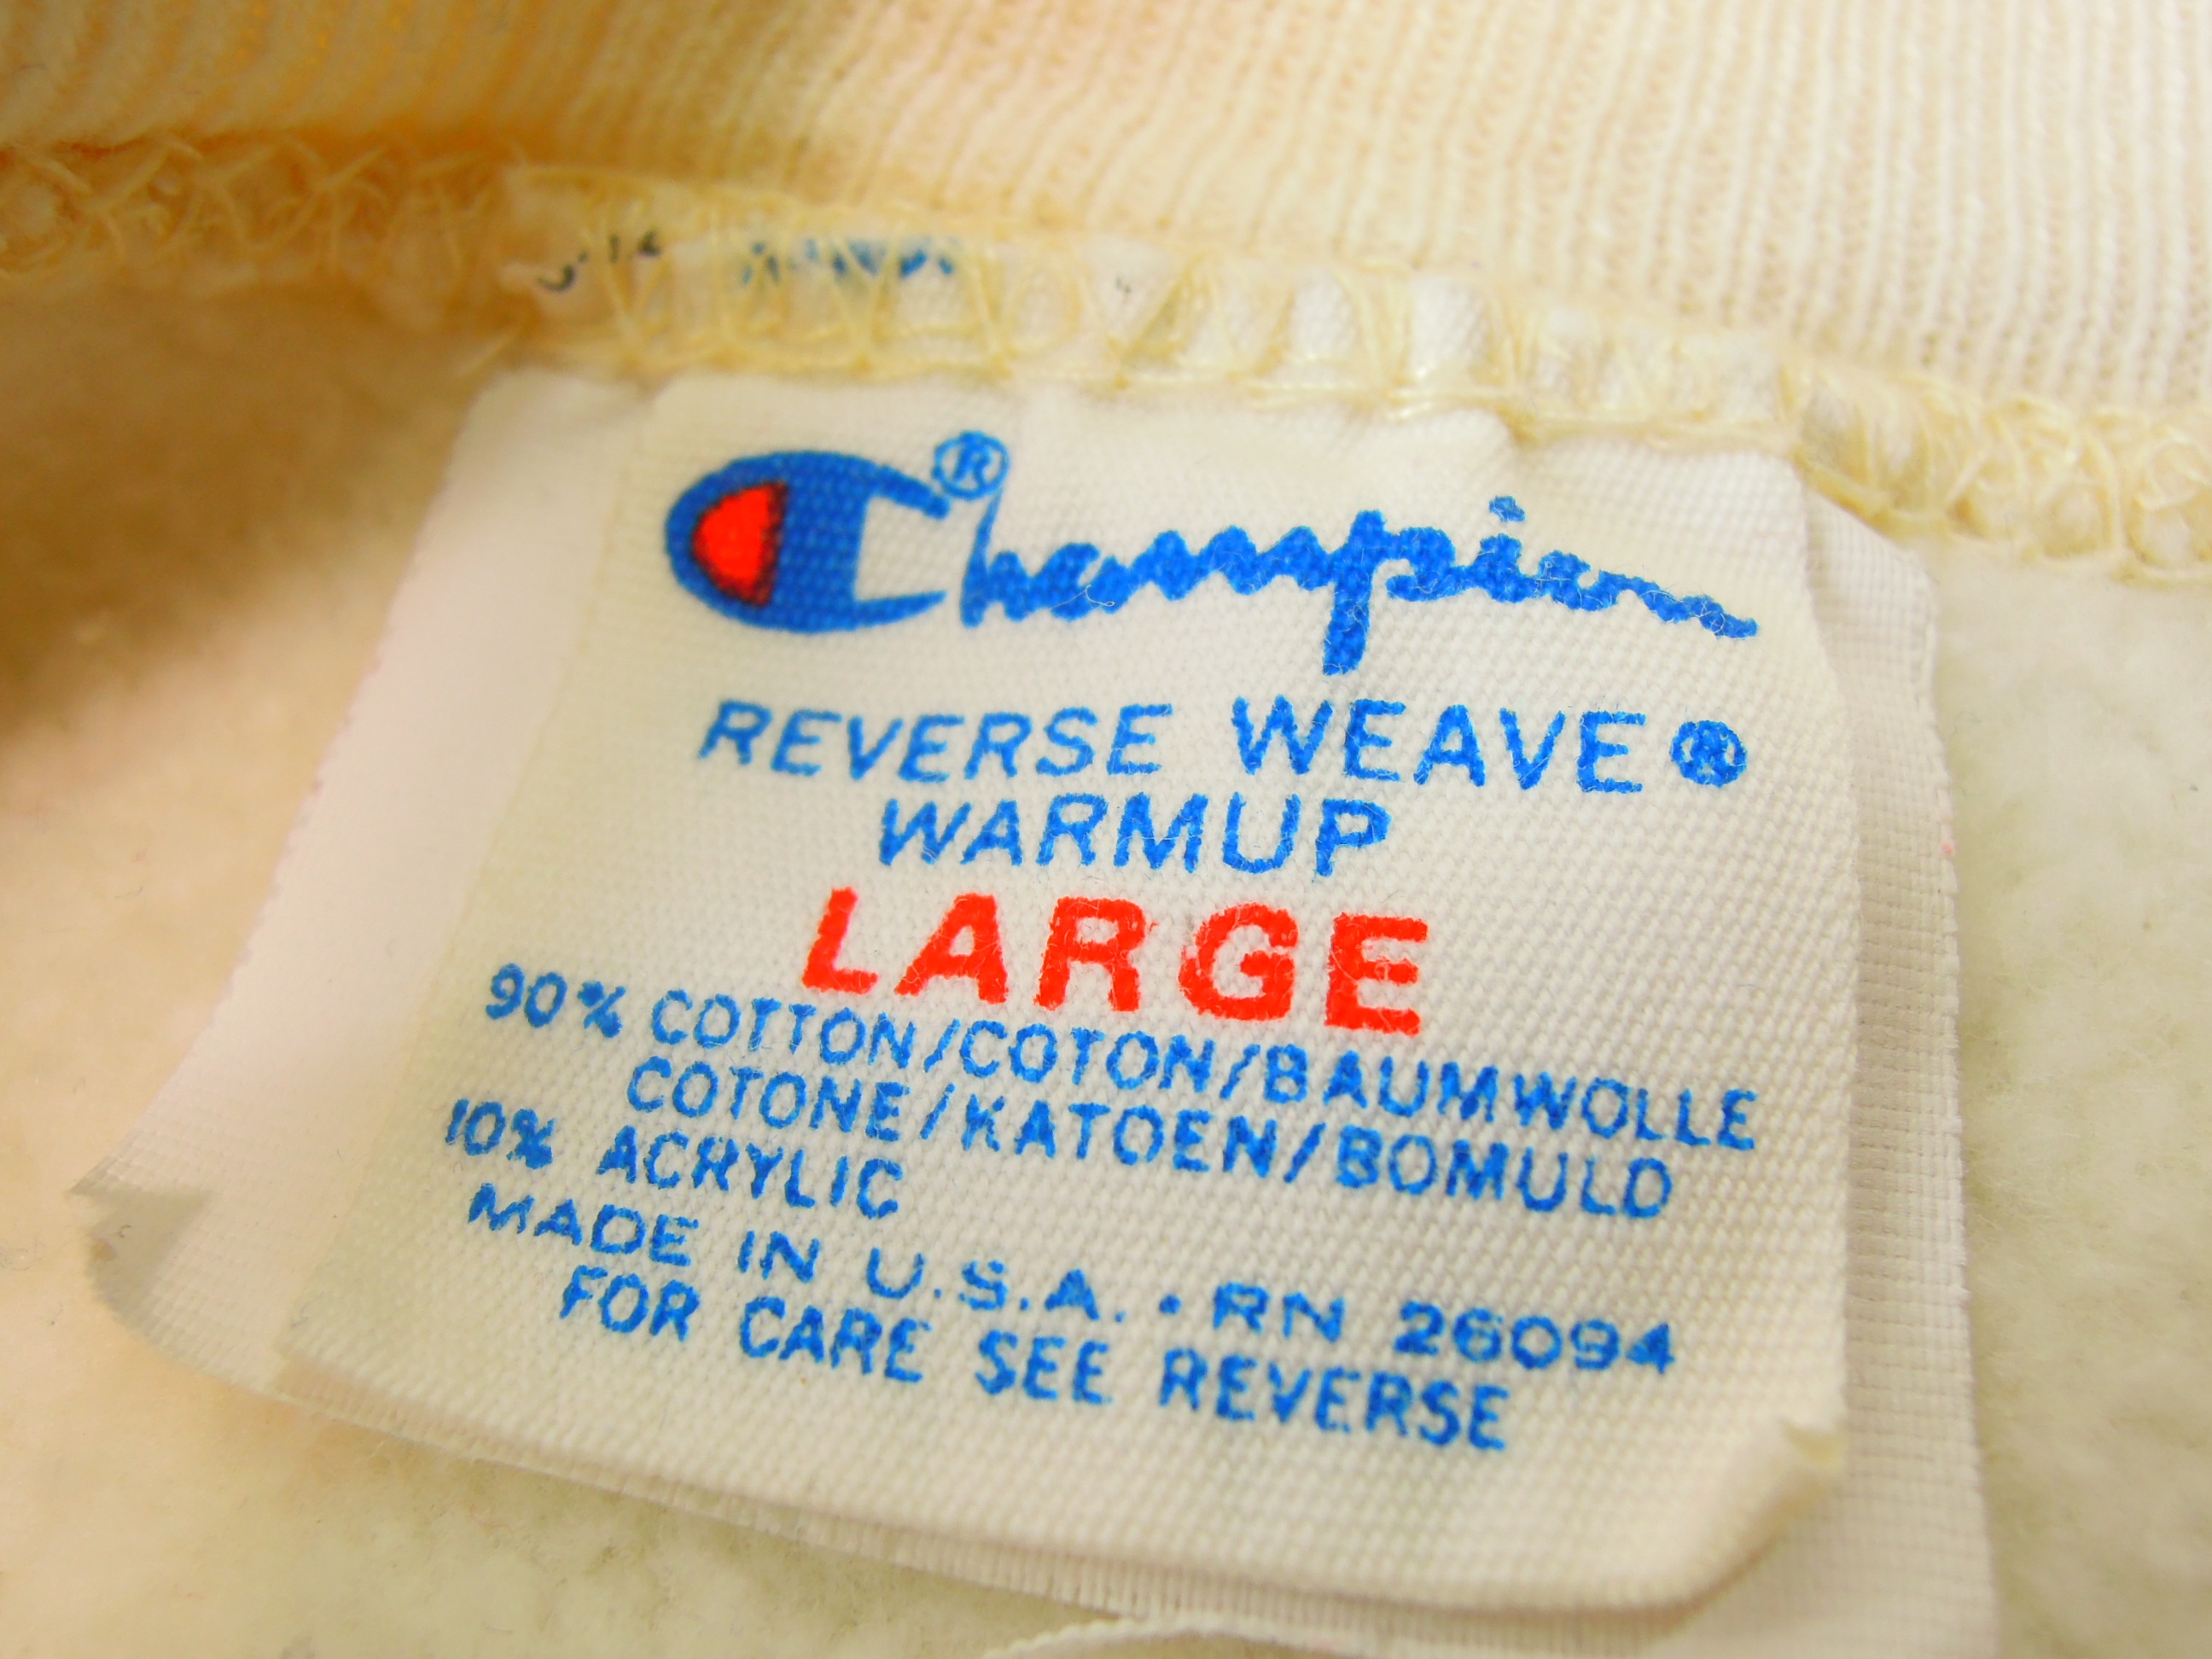 Champion®
REVERSE WEAVE®
WARMUP
LARGE
90% COTTON/COTON/BAUMWOLLE
COTONE/KATOEN/BOMULD
10% ACRYLIC
MADE IN U.S.A. • RN 26094
FOR CARE SEE REVERSE